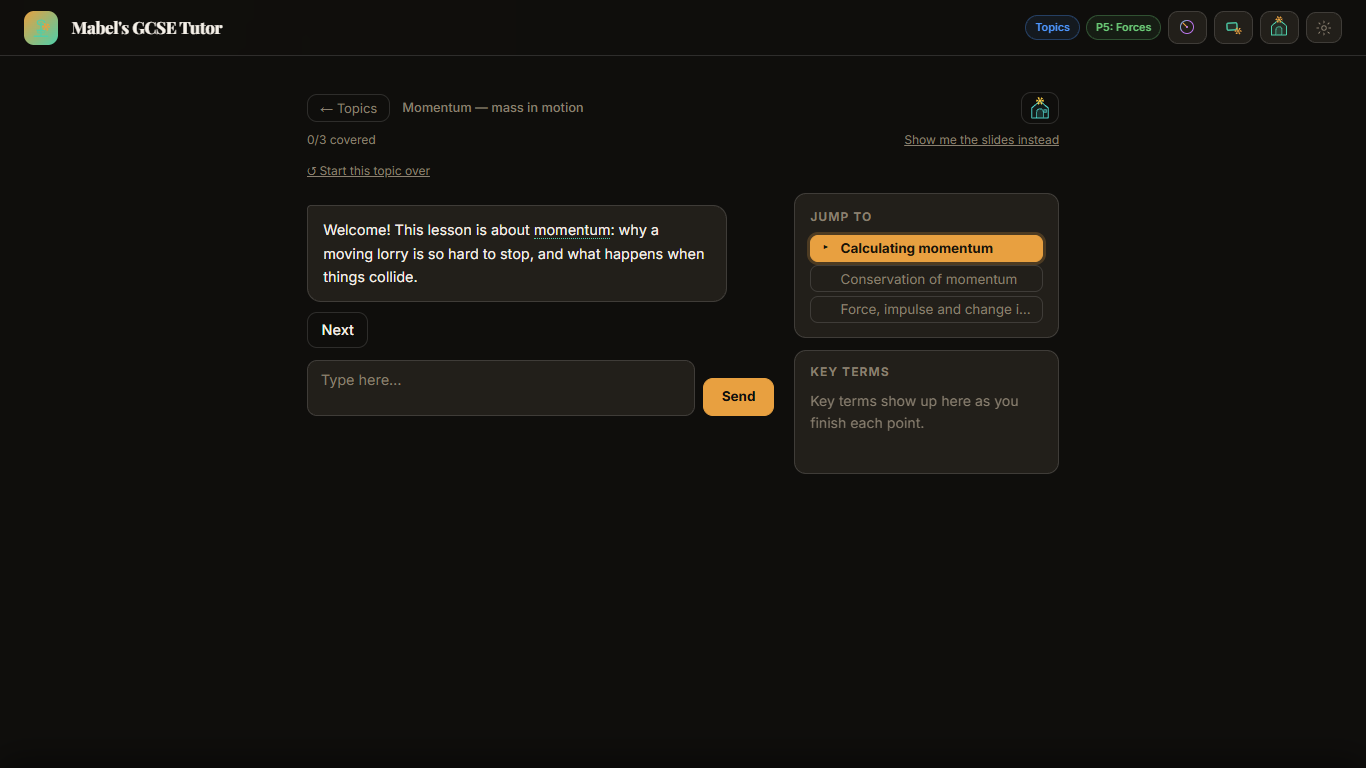 Mabel's GCSE Tutor
Topics
P5: Forces
← Topics
Momentum — mass in motion
0/3 covered
Show me the slides instead
↺ Start this topic over
Welcome! This lesson is about momentum: why a
moving lorry is so hard to stop, and what happens when
things collide.
Next
Type here...
Send
JUMP TO
‣ Calculating momentum
Conservation of momentum
Force, impulse and change i...
KEY TERMS
Key terms show up here as you
finish each point.